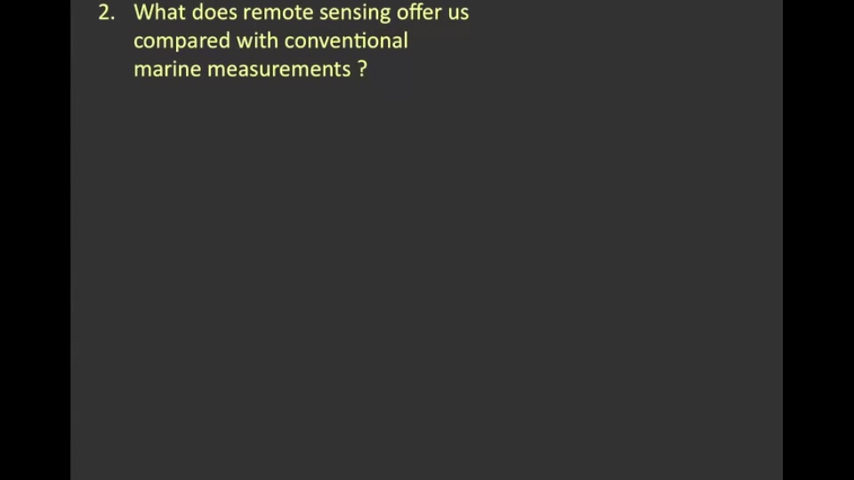 2. What does remote sensing offer us
compared with conventional
marine measurements ?